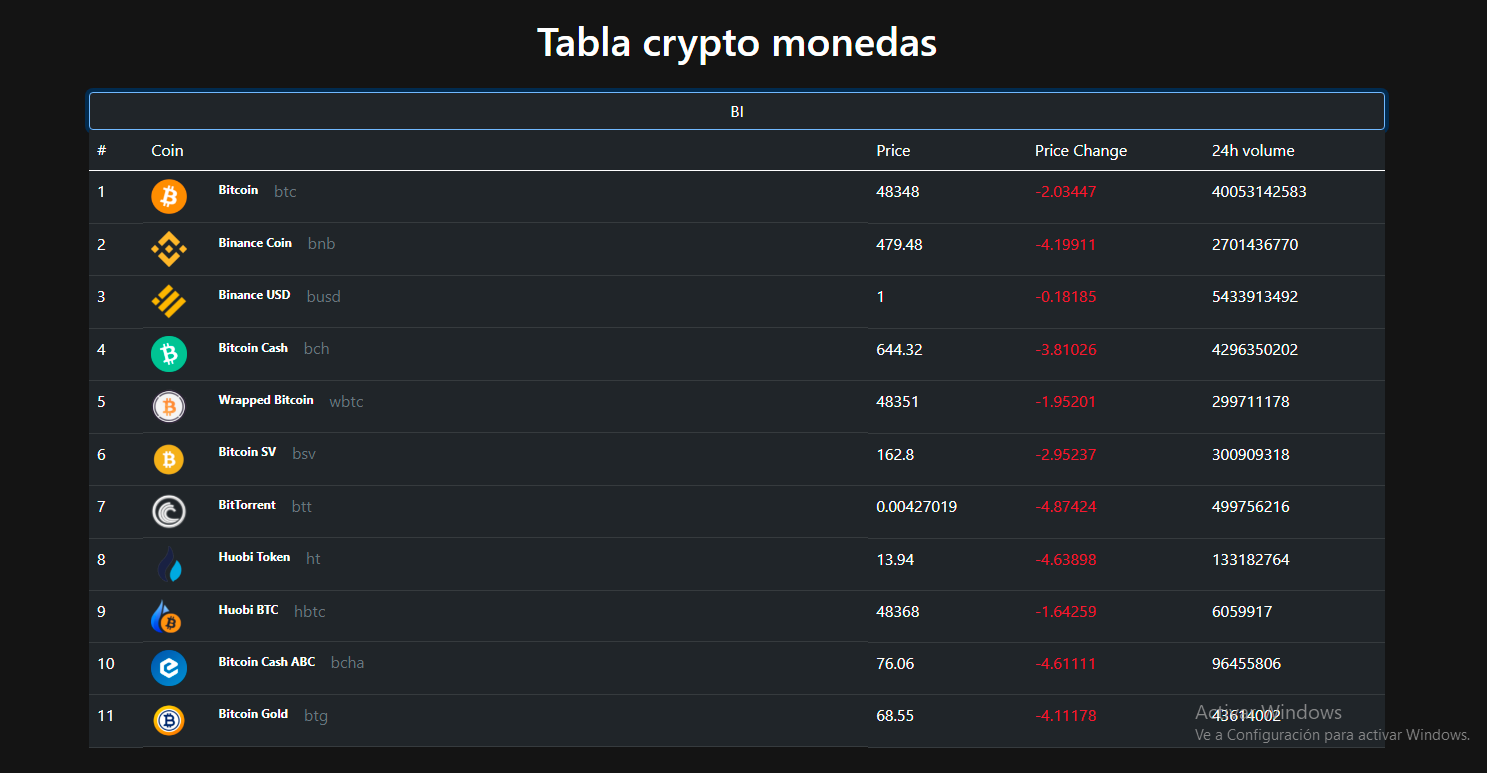 Tabla crypto monedas
BI
# Coin Price Price Change 24h volume
1 Bitcoin btc 48348 -2.03447 40053142583
2 Binance Coin bnb 479.48 -4.19911 2701436770
3 Binance USD busd 1 -0.18185 5433913492
4 Bitcoin Cash bch 644.32 -3.81026 4296350202
5 Wrapped Bitcoin wbtc 48351 -1.95201 299711178
6 Bitcoin SV bsv 162.8 -2.95237 300909318
7 BitTorrent btt 0.00427019 -4.87424 499756216
8 Huobi Token ht 13.94 -4.63898 133182764
9 Huobi BTC hbtc 48368 -1.64259 6059917
10 Bitcoin Cash ABC bcha 76.06 -4.61111 96455806
11 Bitcoin Gold btg 68.55 -4.11178 43614002
Activar Windows
Ve a Configuración para activar Windows.